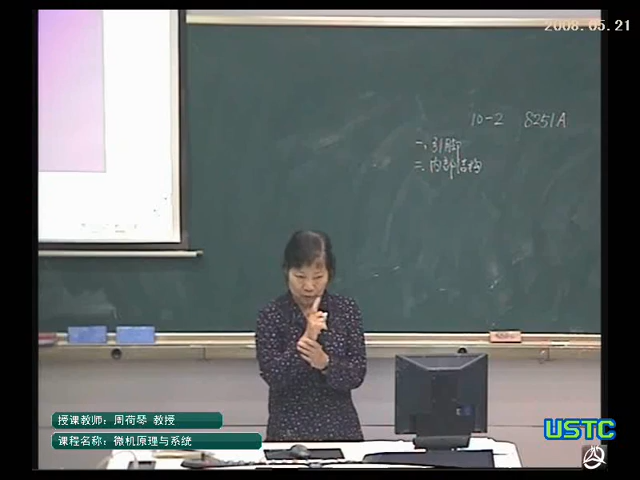 2008.05.21
10-2 8251A
一、引脚
二、内部结构
授课教师：周荷琴 教授
课程名称：微机原理与系统
USTC